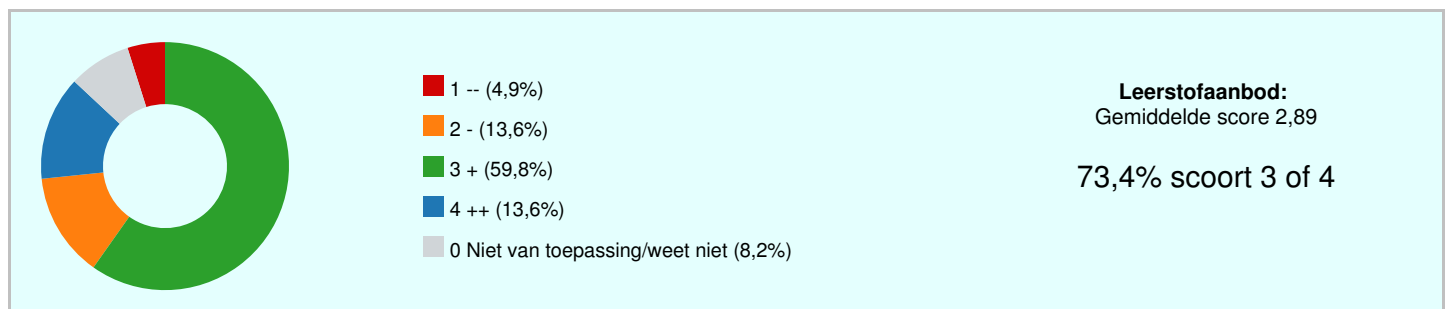 1 -- (4,9%)
2 - (13,6%)
3 + (59,8%)
4 ++ (13,6%)
0 Niet van toepassing/weet niet (8,2%)
Leerstofaanbod:
Gemiddelde score 2,89
73,4% scoort 3 of 4